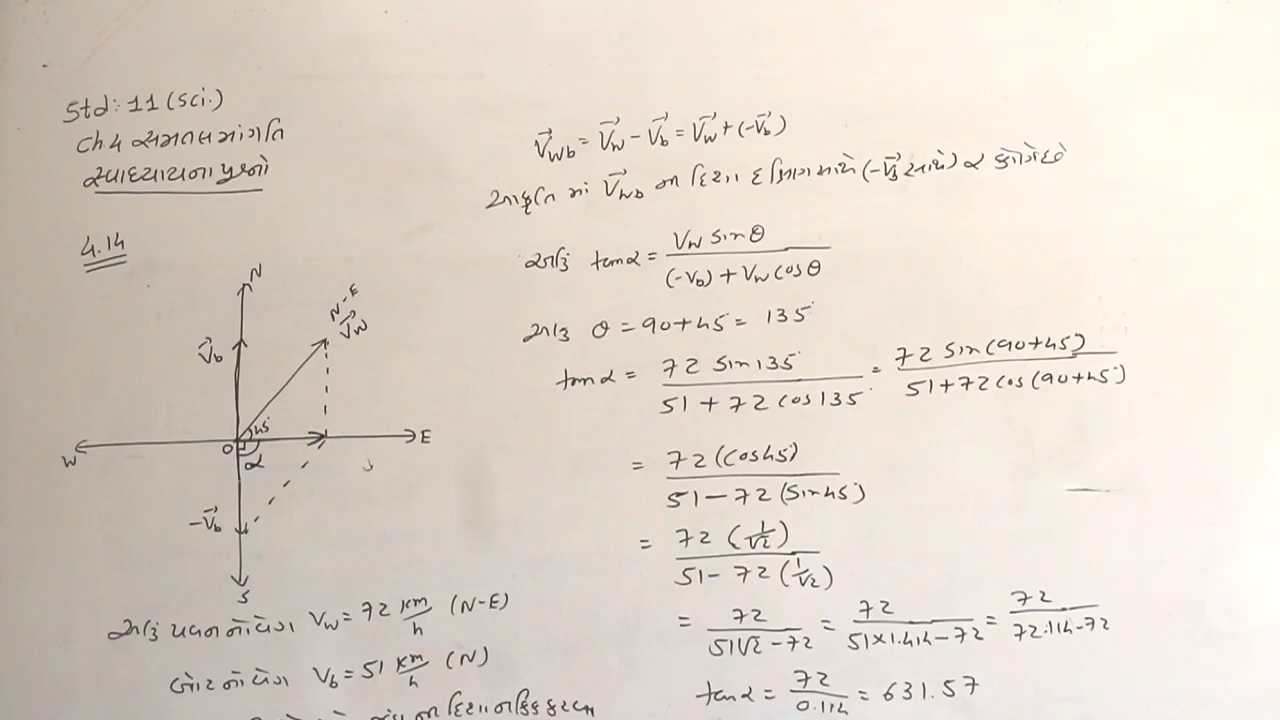 Std: 11 (sci.)
Ch.4 સમતલમાં ગતિ
સ્વાધ્યાયના પ્રશ્નો
4.14
N
N-E
V⃗w
V⃗b
45°
W
O
E
α
-V⃗b
S
અહીં પવનનો વેગ Vw = 72 km/h (N-E)
બોટનો વેગ Vb = 51 km/h (N)
V⃗wb = V⃗w - V⃗b = V⃗w + (-V⃗b)
આકૃતિ માં V⃗wb ની દિશા દક્ષિણ સાથે (-V⃗b સાથે) α કોણે છે
અહીં tanα = Vw sinθ / (-Vb) + Vw cosθ
અહીં θ = 90+45 = 135°
tanα = 72 sin135° / 51 + 72 cos135° = 72 sin(90+45) / 51+72 cos(90+45)
= 72 (cos45) / 51 - 72 (sin45)
= 72 (1/√2) / 51 - 72 (1/√2)
= 72 / 51√2 - 72 = 72 / 51×1.414 - 72 = 72 / 72.114 - 72
tanα = 72 / 0.114 = 631.57